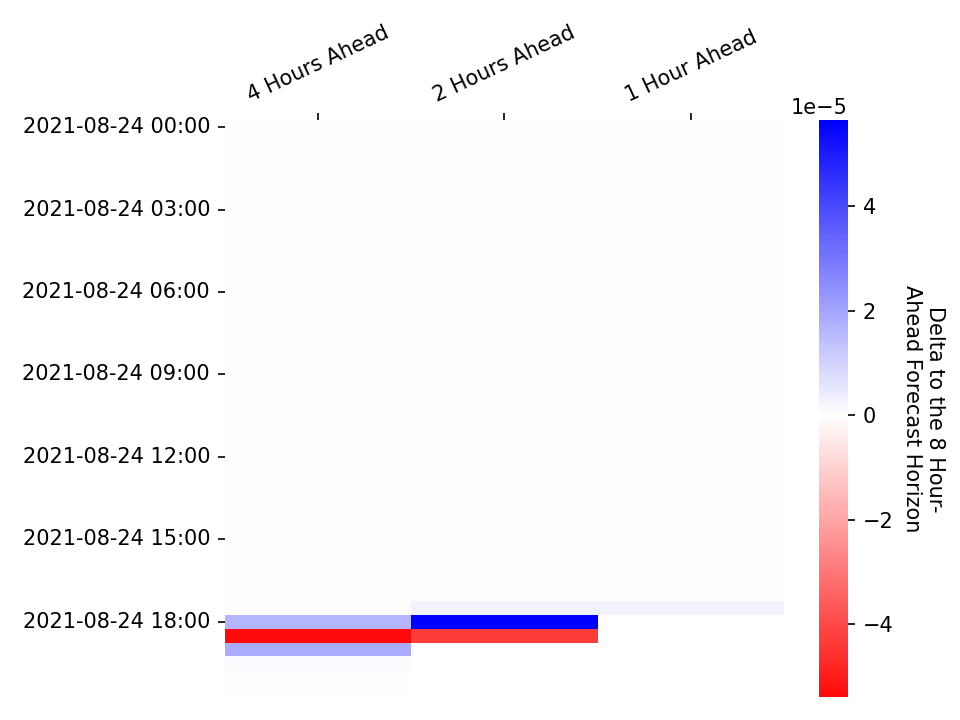 4 Hours Ahead
2 Hours Ahead
1 Hour Ahead
1e−5
2021-08-24 00:00
2021-08-24 03:00
2021-08-24 06:00
2021-08-24 09:00
2021-08-24 12:00
2021-08-24 15:00
2021-08-24 18:00
4
2
0
−2
−4
Delta to the 8 Hour-
Ahead Forecast Horizon